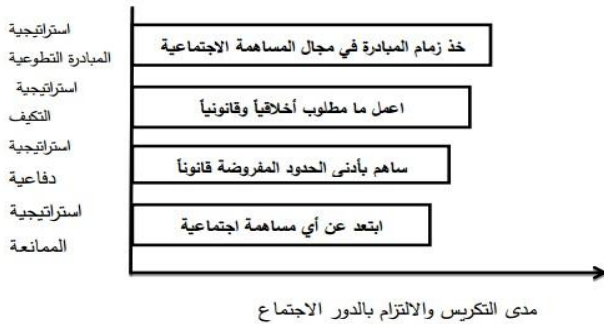 استراتيجية
المبادرة التطوعية
خذ زمام المبادرة في مجال المساهمة الاجتماعية
استراتيجية
التكيف
اعمل ما مطلوب أخلاقياً وقانونياً
استراتيجية
دفاعية
ساهم بأدنى الحدود المفروضة قانوناً
استراتيجية
الممانعة
ابتعد عن أي مساهمة اجتماعية
مدى التكريس والالتزام بالدور الاجتماع